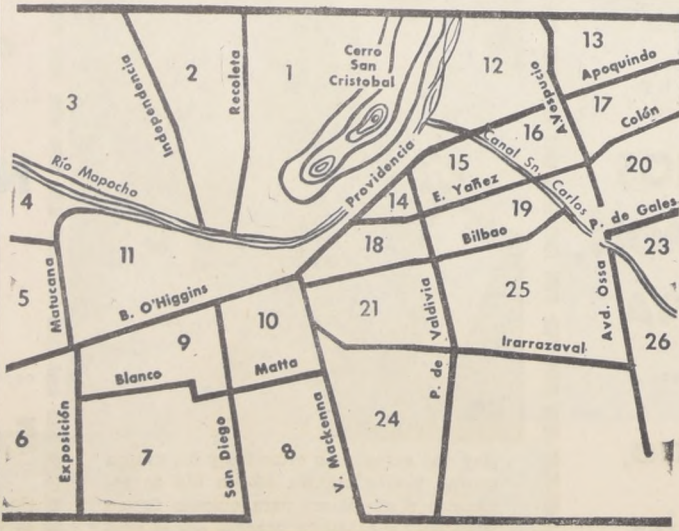 13
Cerro
San
Cristobal
12
Apoquindo
2
1
3
Independencia
Recoleta
A. Vespucio
17
Colón
16
Canal Sn. Carlos
Río Mapocho
Providencia
15
20
4
14
E. Yañez
19
P. de Gales
11
18
Bilbao
23
5
Matucana
B. O'Higgins
21
P. de Valdivia
25
Avd. Ossa
10
9
Irarrazaval
26
Blanco
Matta
24
6
Exposición
7
San Diego
8
V. Mackenna